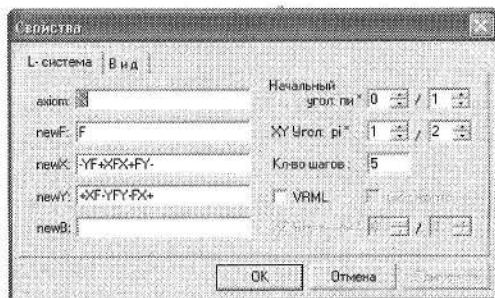 Свойства
L- система
Вид
axiom:
newF: F
newX: -YF+XFX+FY-
newY: +XF-YFY-FX+
newB:
Начальный
угол: пи * 0 / 1
XY Угол: pi * 1 / 2
Кл-во шагов: 5
VRML
OK
Отмена